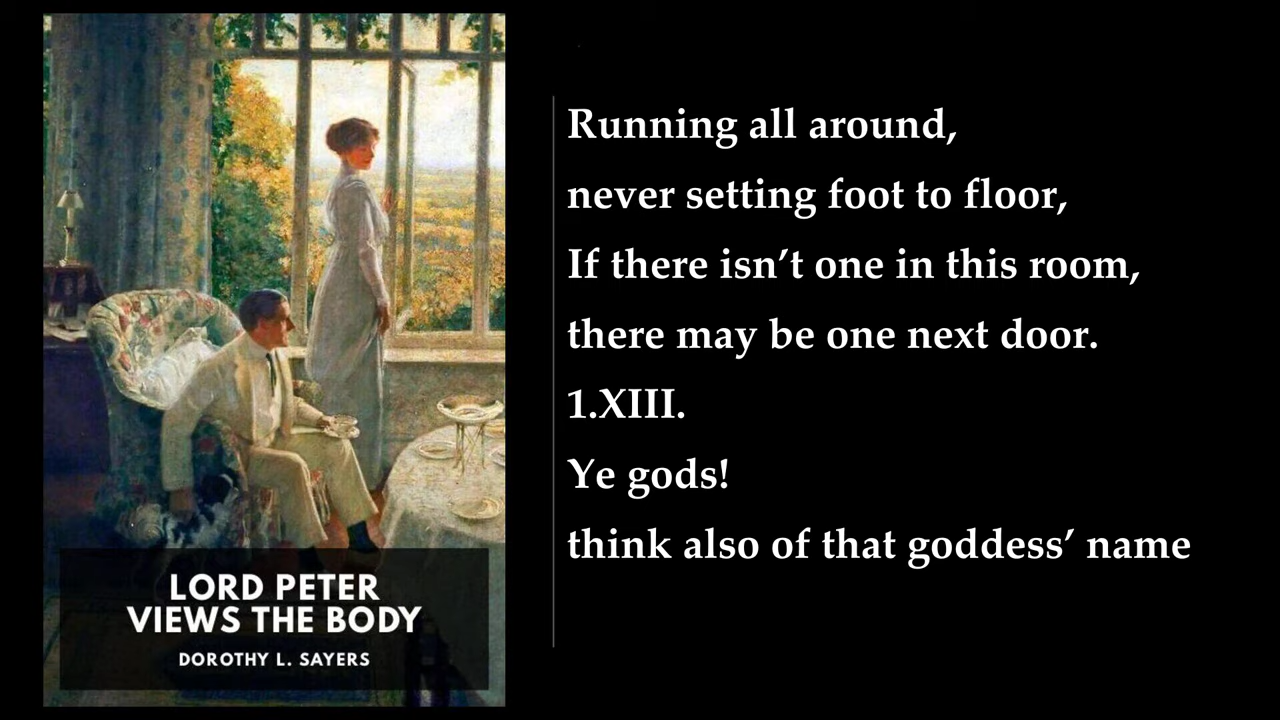 LORD PETER
VIEWS THE BODY
DOROTHY L. SAYERS
Running all around,
never setting foot to floor,
If there isn’t one in this room,
there may be one next door.
1.XIII.
Ye gods!
think also of that goddess’ name